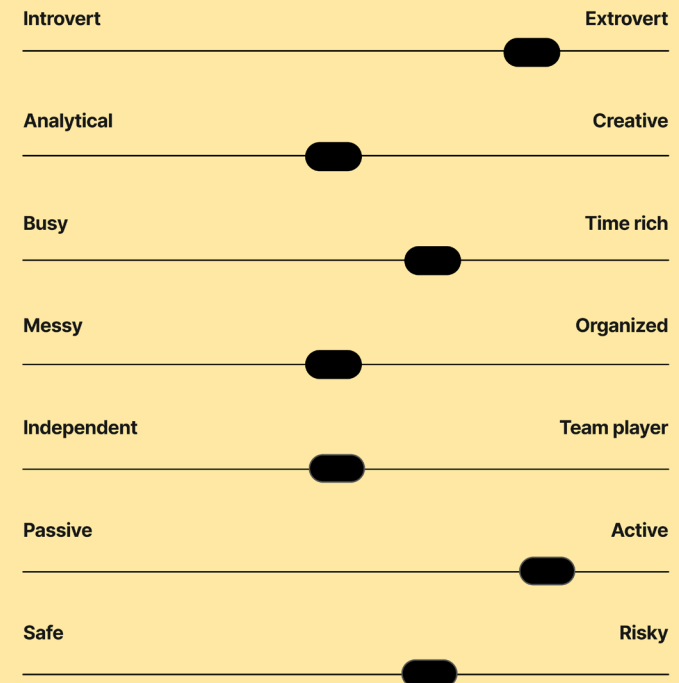 Introvert Extrovert
Analytical Creative
Busy Time rich
Messy Organized
Independent Team player
Passive Active
Safe Risky